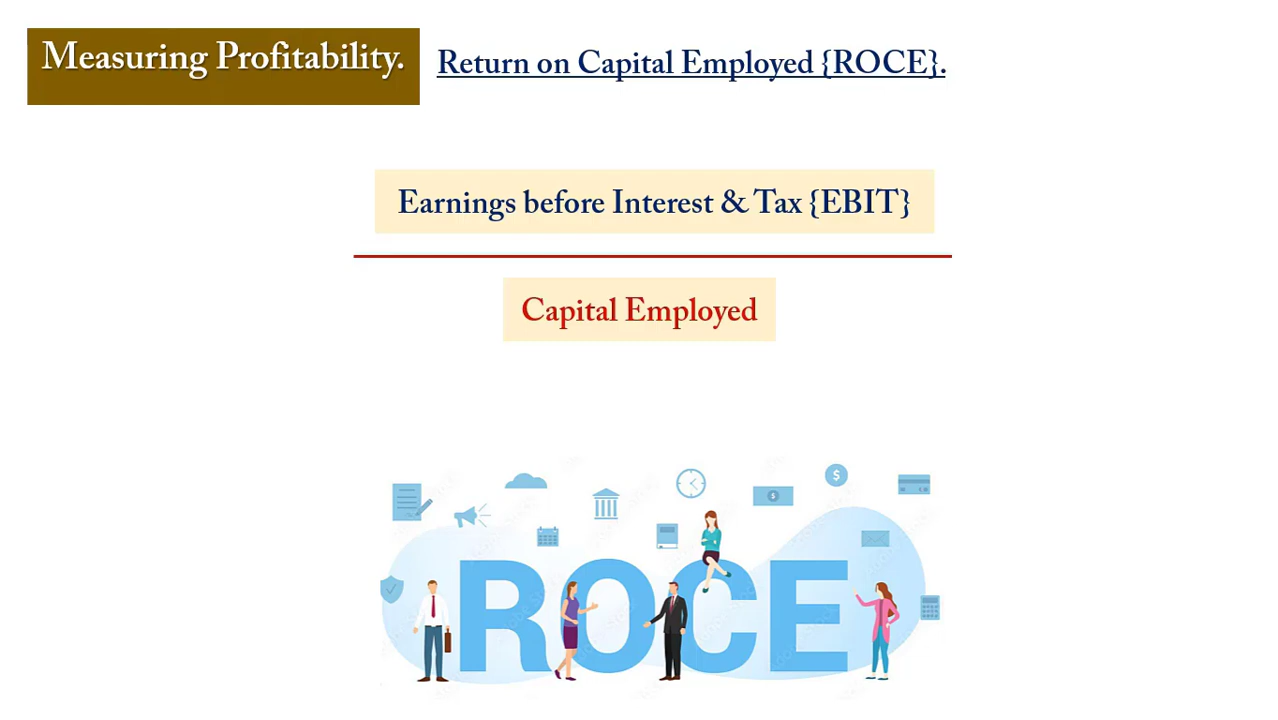 Measuring Profitability.
Return on Capital Employed {ROCE}.
Earnings before Interest & Tax {EBIT}
Capital Employed
ROCE